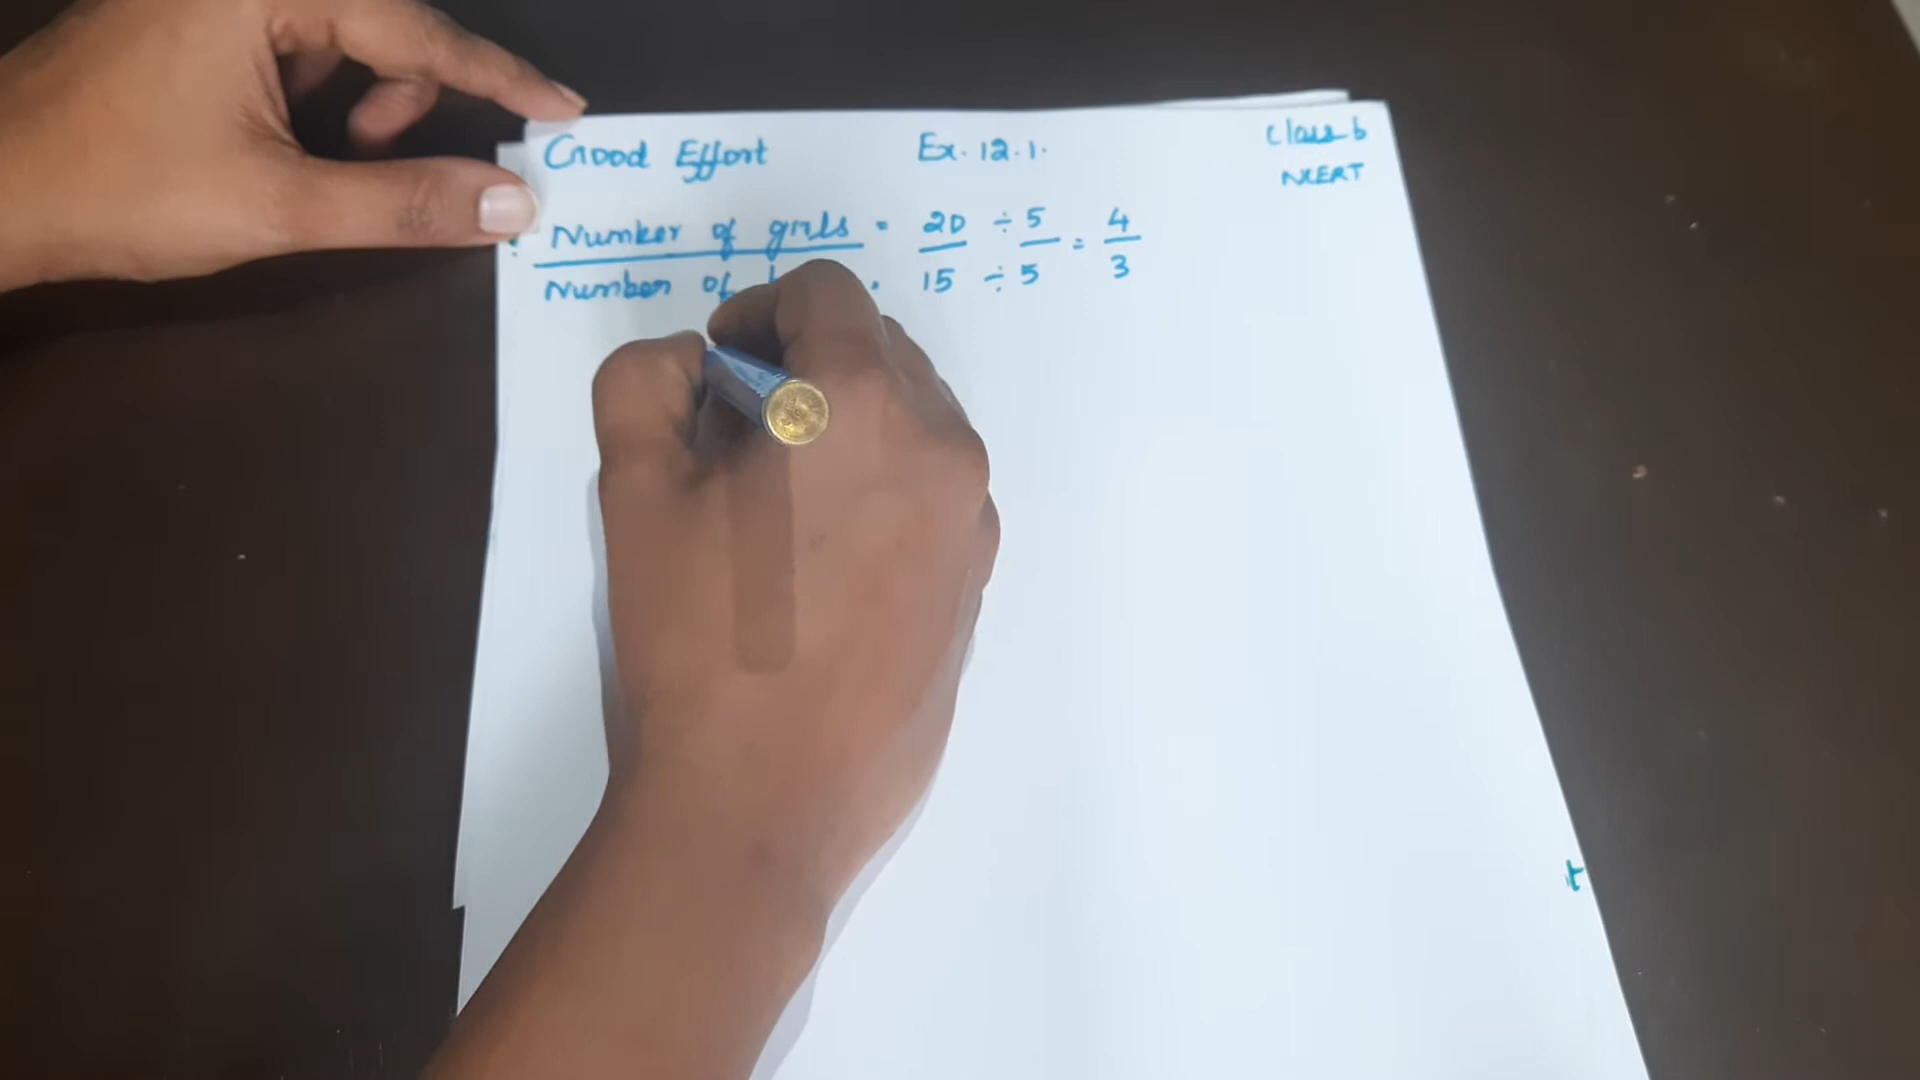 Good Effort Ex. 12.1. Class 6
NCERT
Number of girls = 20 ÷ 5 = 4
Number of 15 ÷ 5 3